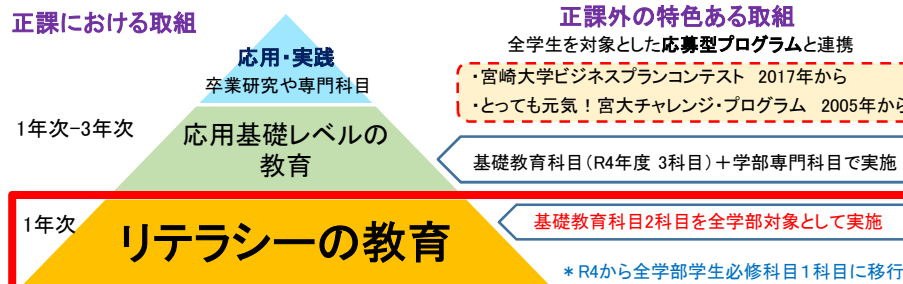 正課における取組
正課外の特色ある取組
全学生を対象とした応募型プログラムと連携
・宮崎大学ビジネスプランコンテスト 2017年から
・とっても元気！宮大チャレンジ・プログラム 2005年から
応用・実践
卒業研究や専門科目
1年次-3年次
応用基礎レベルの
教育
基礎教育科目(R4年度 3科目)＋学部専門科目で実施
1年次
リテラシーの教育
基礎教育科目2科目を全学部対象として実施
＊R4から全学部学生必修科目1科目に移行